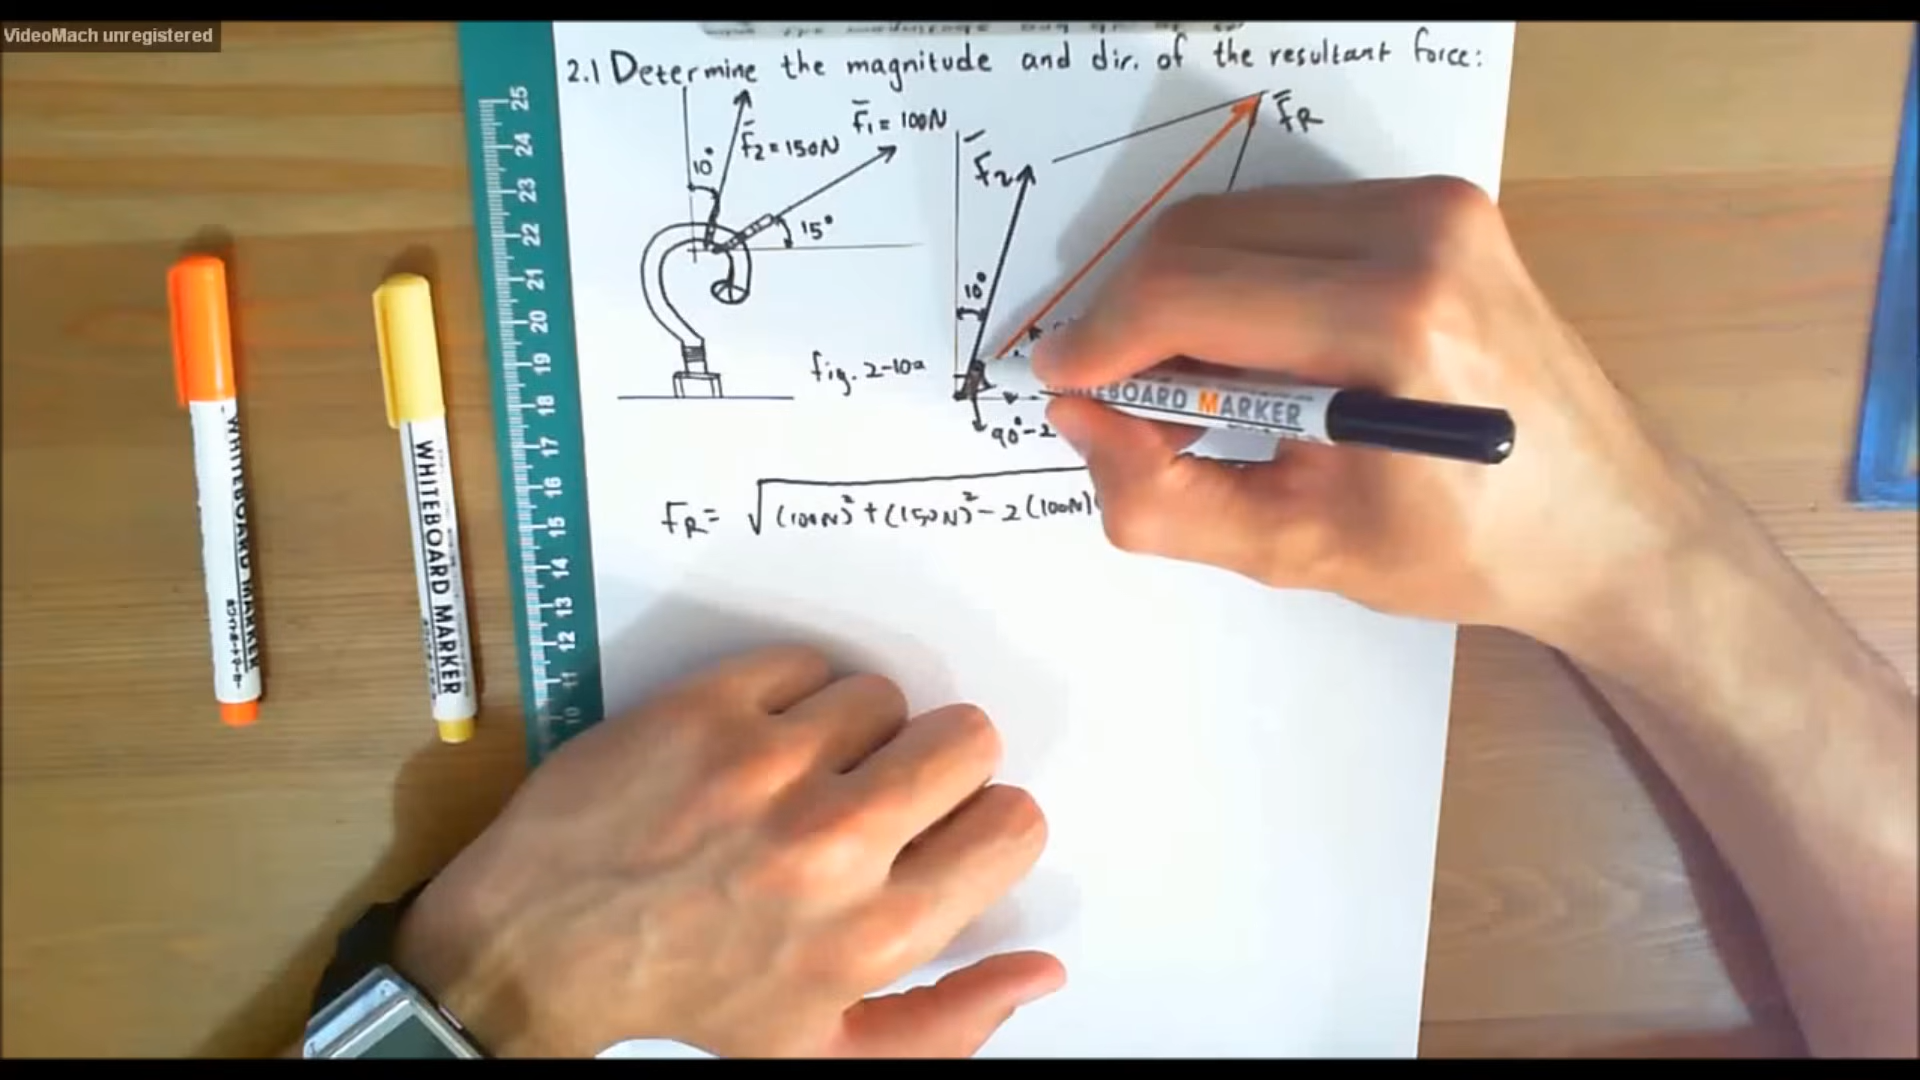 VideoMach unregistered
2.1 Determine the magnitude and dir. of the resultant force:
F̄1 = 100N
F̄2 = 150N
10°
15°
F̄R
F̄2
10°
fig. 2-10a
90°-2
FR = √(100N)² + (150N)² - 2 (100N)(
WHITEBOARD MARKER
WHITEBOARD MARKER
EBOARD MARKER
25
24
23
22
21
20
19
18
17
16
15
14
13
12
11
10